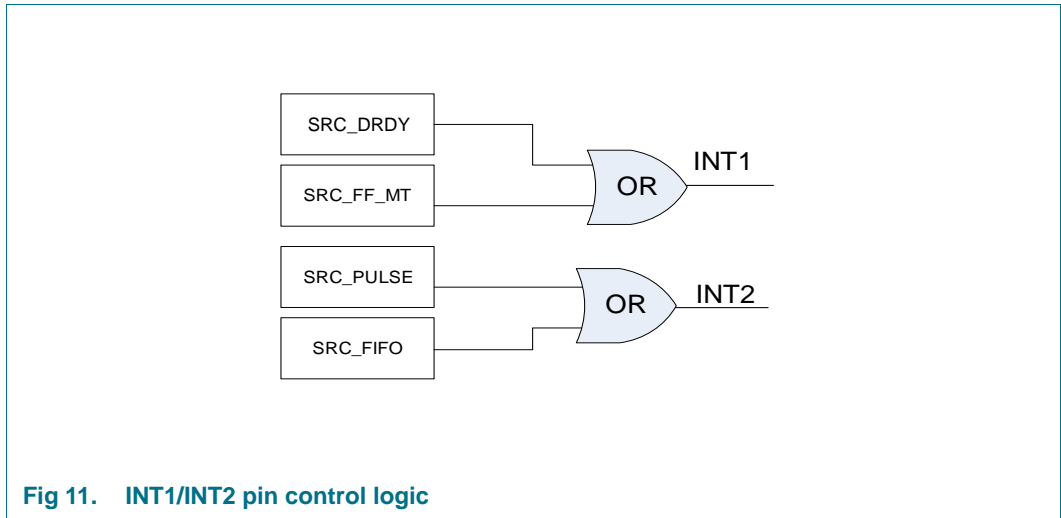 SRC_DRDY
SRC_FF_MT
OR
INT1
SRC_PULSE
SRC_FIFO
OR
INT2
Fig 11. INT1/INT2 pin control logic